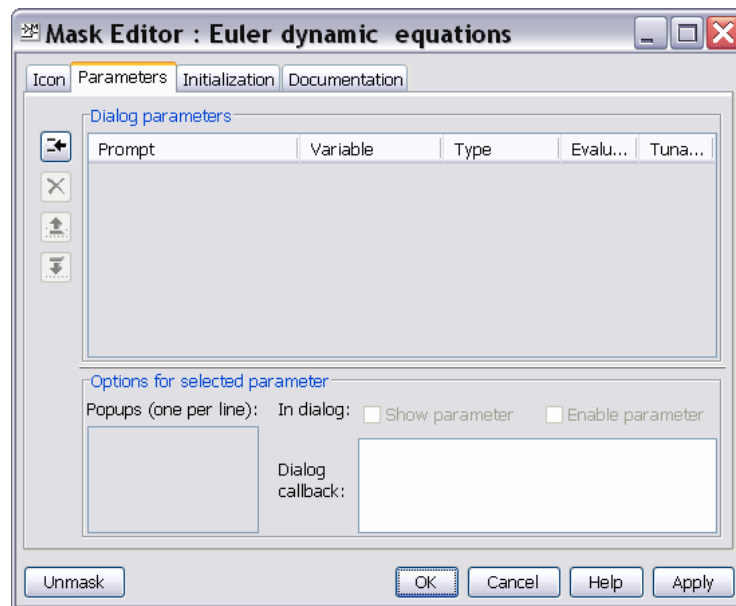 Mask Editor : Euler dynamic equations
Icon Parameters Initialization Documentation
Dialog parameters
Prompt Variable Type Evalu... Tuna...
Options for selected parameter
Popups (one per line): In dialog: Show parameter Enable parameter
Dialog
callback:
Unmask OK Cancel Help Apply